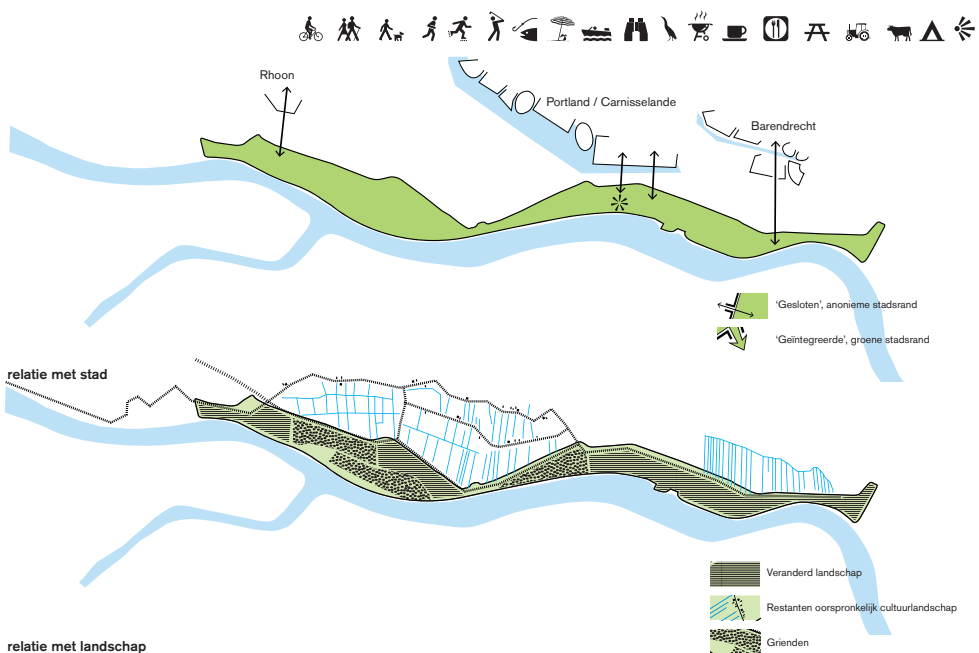 Rhoon
Portland / Carnisselande
Barendrecht
'Gesloten', anonieme stadsrand
'Geïntegreerde', groene stadsrand
relatie met stad
Veranderd landschap
Restanten oorspronkelijk cultuurlandschap
Grienden
relatie met landschap